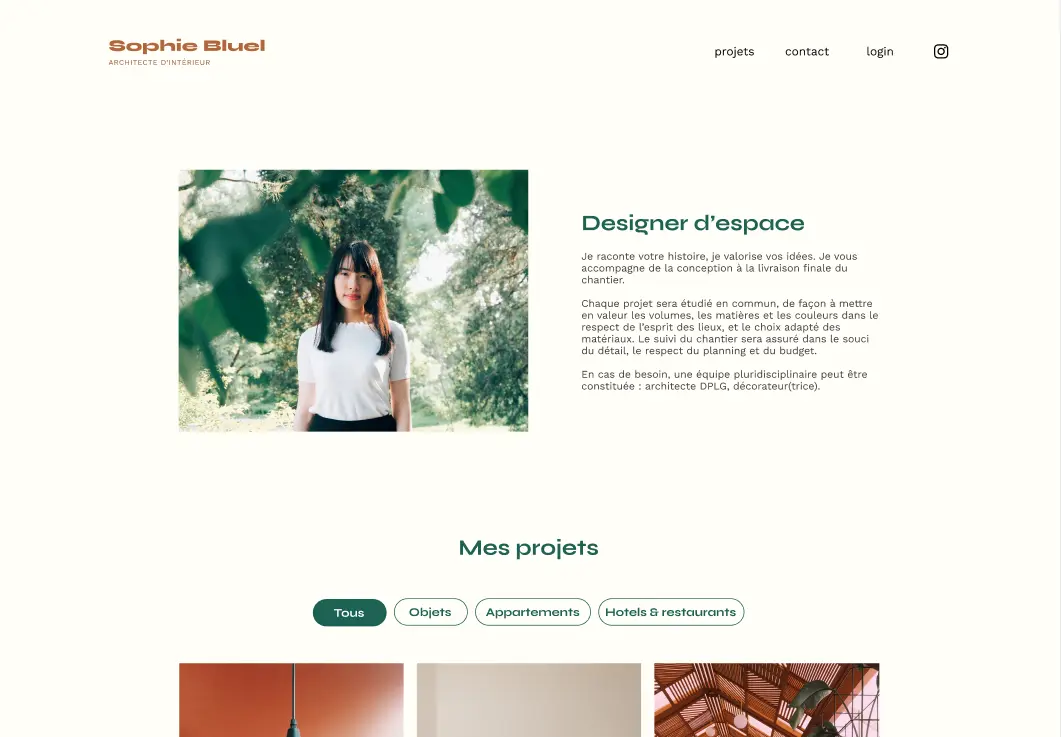 Sophie Bluel
ARCHITECTE D'INTÉRIEUR
projets contact login
Designer d’espace
Je raconte votre histoire, je valorise vos idées. Je vous
accompagne de la conception à la livraison finale du
chantier.
Chaque projet sera étudié en commun, de façon à mettre
en valeur les volumes, les matières et les couleurs dans le
respect de l’esprit des lieux, et le choix adapté des
matériaux. Le suivi du chantier sera assuré dans le souci
du détail, le respect du planning et du budget.
En cas de besoin, une équipe pluridisciplinaire peut être
constituée : architecte DPLG, décorateur(trice).
Mes projets
Tous Objets Appartements Hotels & restaurants